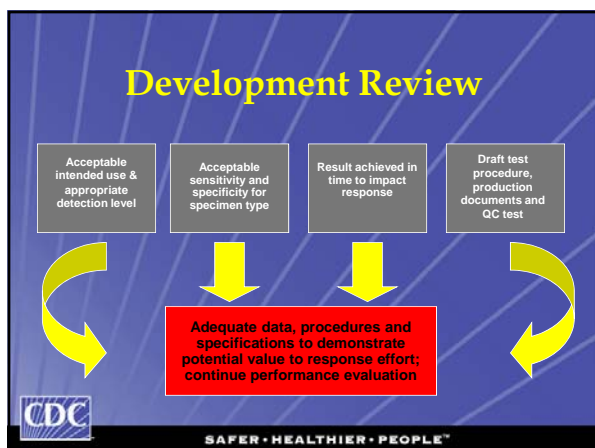 Development Review
Acceptable
intended use &
appropriate
detection level
Acceptable
sensitivity and
specificity for
specimen type
Result achieved in
time to impact
response
Draft test
procedure,
production
documents and
QC test
Adequate data, procedures and
specifications to demonstrate
potential value to response effort;
continue performance evaluation
CDC
SAFER • HEALTHIER • PEOPLE™